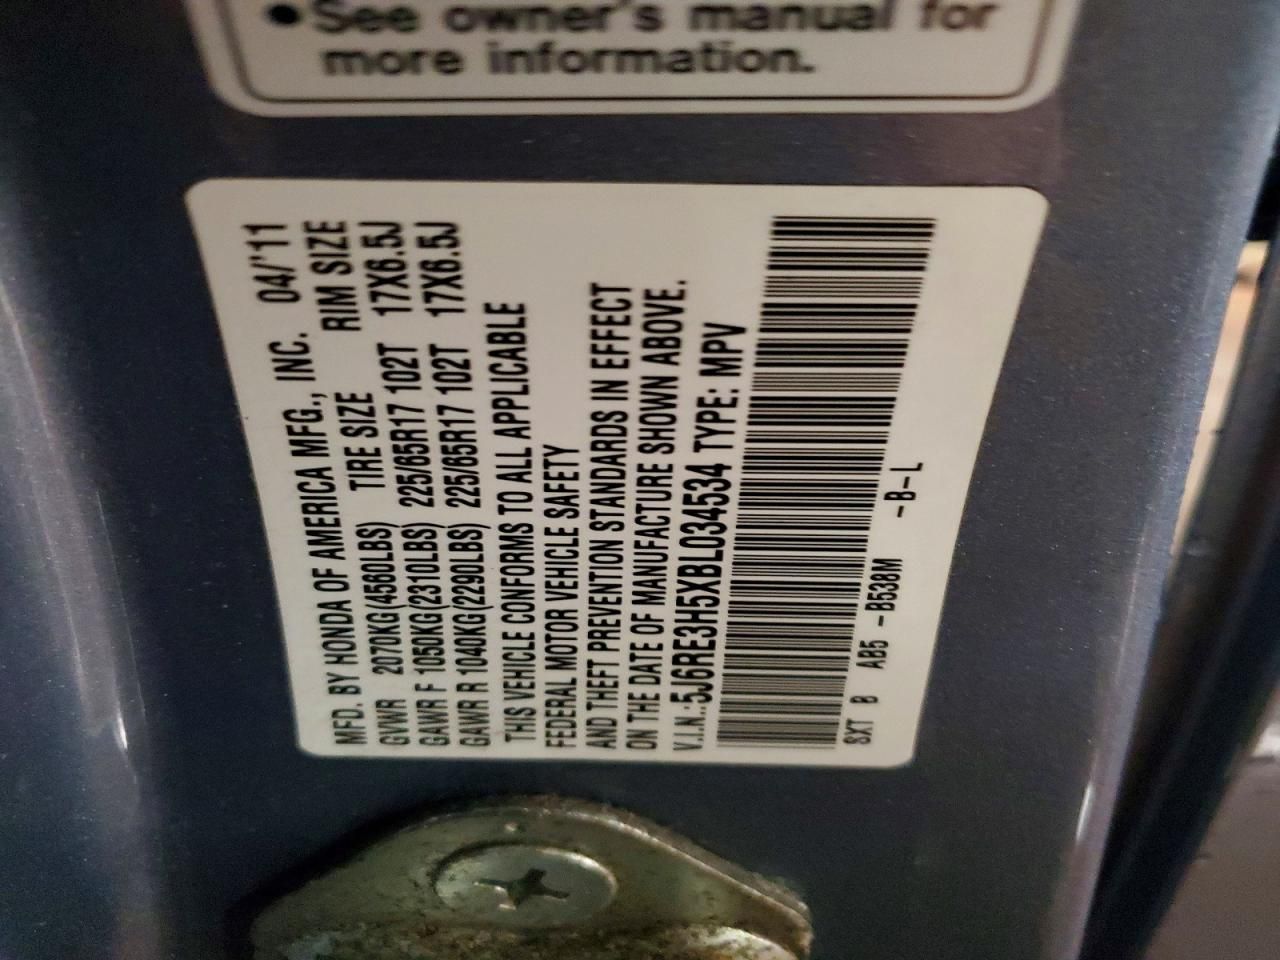 •See owner's manual for
more information.
MFD. BY HONDA OF AMERICA MFG., INC. 04/'11
GVWR 2070KG(4560LBS) TIRE SIZE RIM SIZE
GAWR F 1050KG(2310LBS) 225/65R17 102T 17X6.5J
GAWR R 1040KG(2290LBS) 225/65R17 102T 17X6.5J
THIS VEHICLE CONFORMS TO ALL APPLICABLE
FEDERAL MOTOR VEHICLE SAFETY
AND THEFT PREVENTION STANDARDS IN EFFECT
ON THE DATE OF MANUFACTURE SHOWN ABOVE.
V.I.N.:5J6RE3H5XBL034534 TYPE: MPV
SXT B AB5 -B538M -B-L